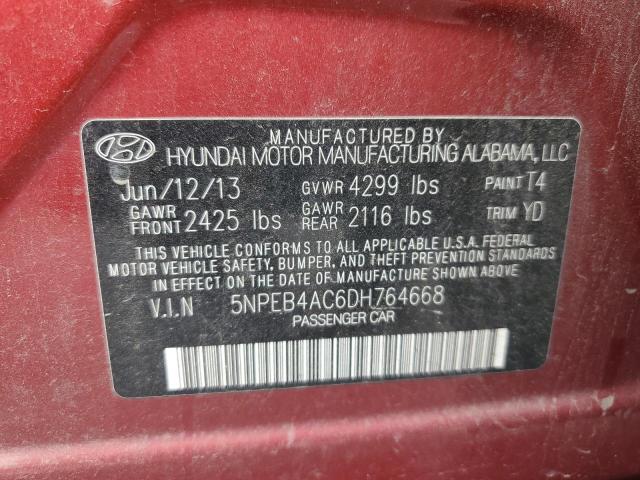 MANUFACTURED BY
HYUNDAI MOTOR MANUFACTURING ALABAMA, LLC
Jun/12/13 GVWR 4299 lbs PAINT T4
GAWR FRONT 2425 lbs GAWR REAR 2116 lbs TRIM YD
THIS VEHICLE CONFORMS TO ALL APPLICABLE U.S.A. FEDERAL
MOTOR VEHICLE SAFETY, BUMPER, AND THEFT PREVENTION STANDARDS
IN EFFECT ON THE DATE OF MANUFACTURE SHOWN ABOVE.
V.I.N 5NPEB4AC6DH764668
PASSENGER CAR